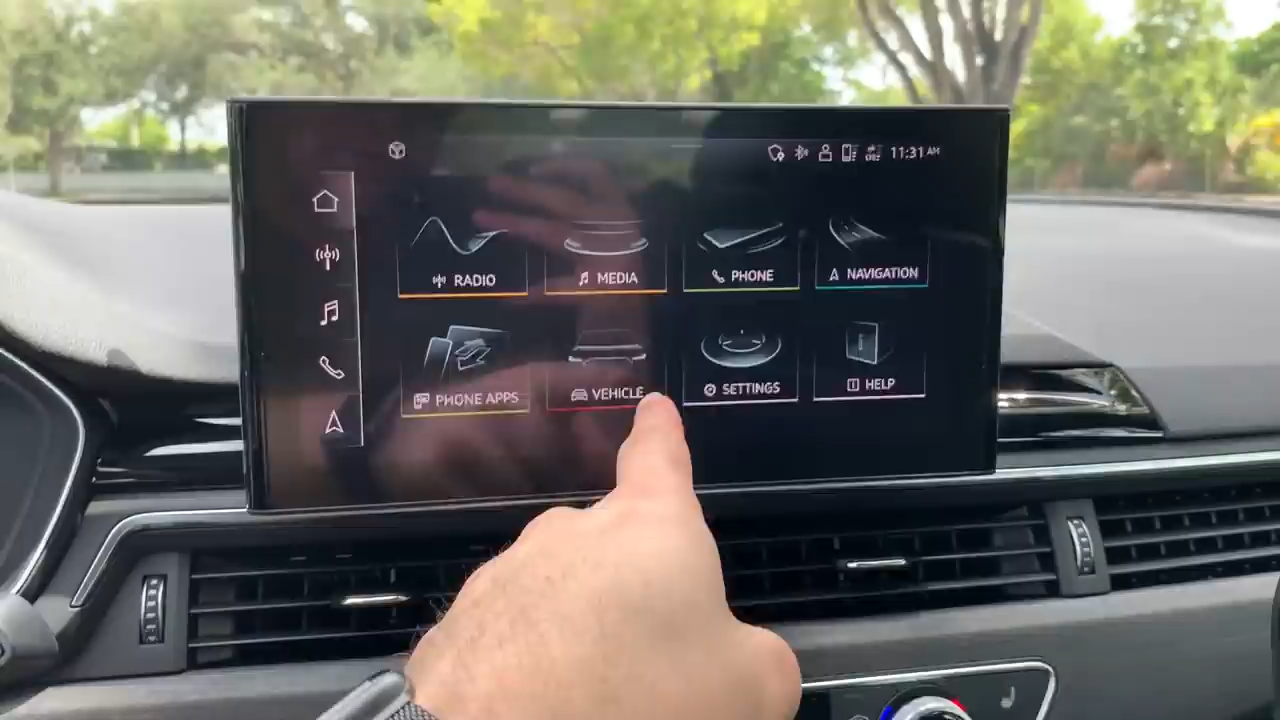 11:31 AM
RADIO
MEDIA
PHONE
NAVIGATION
PHONE APPS
VEHICLE
SETTINGS
HELP